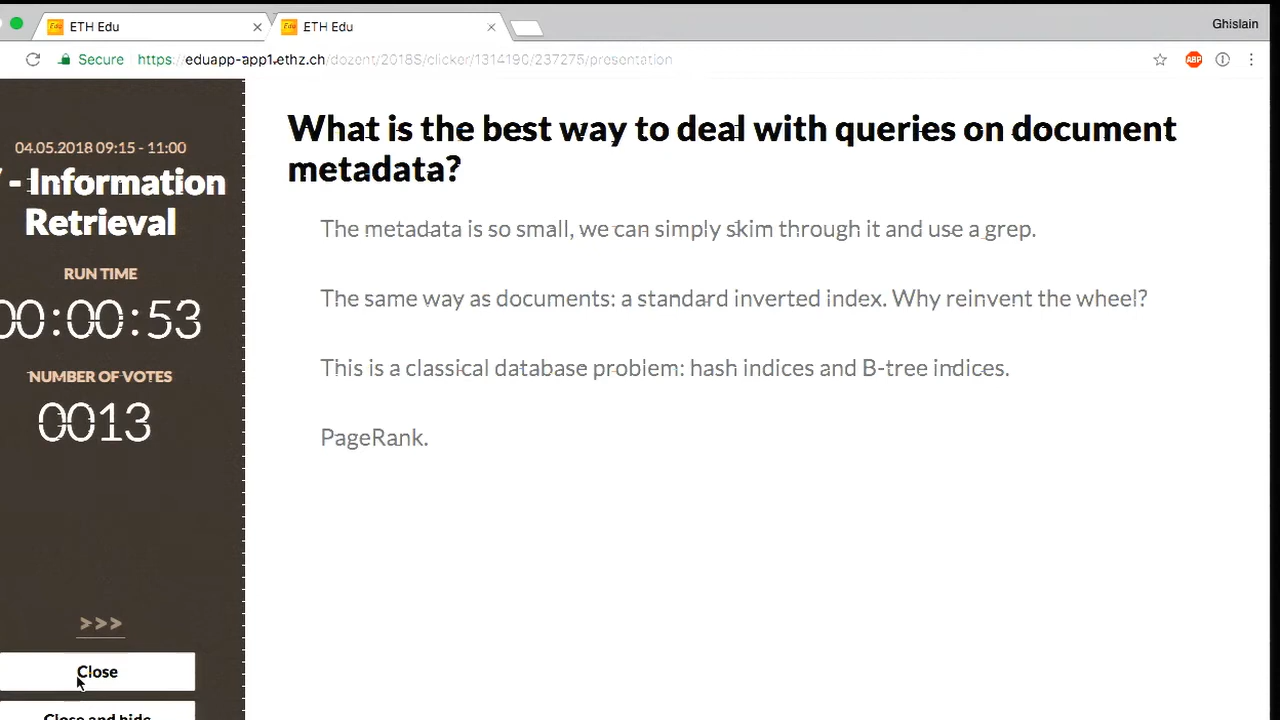 ETH Edu
ETH Edu
Ghislain
Secure https://eduapp-app1.ethz.ch/dozent/2018S/clicker/1314190/237275/presentation
ABP
04.05.2018 09:15 - 11:00
- Information
Retrieval
RUN TIME
00:00:53
NUMBER OF VOTES
0013
>>>
Close
Close and hide
What is the best way to deal with queries on document
metadata?
The metadata is so small, we can simply skim through it and use a grep.
The same way as documents: a standard inverted index. Why reinvent the wheel?
This is a classical database problem: hash indices and B-tree indices.
PageRank.